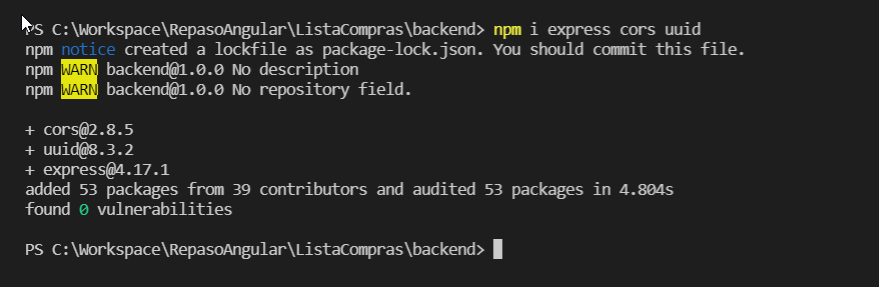 PS C:\Workspace\RepasoAngular\ListaCompras\backend> npm i express cors uuid
npm notice created a lockfile as package-lock.json. You should commit this file.
npm WARN backend@1.0.0 No description
npm WARN backend@1.0.0 No repository field.
+ cors@2.8.5
+ uuid@8.3.2
+ express@4.17.1
added 53 packages from 39 contributors and audited 53 packages in 4.804s
found 0 vulnerabilities
PS C:\Workspace\RepasoAngular\ListaCompras\backend>